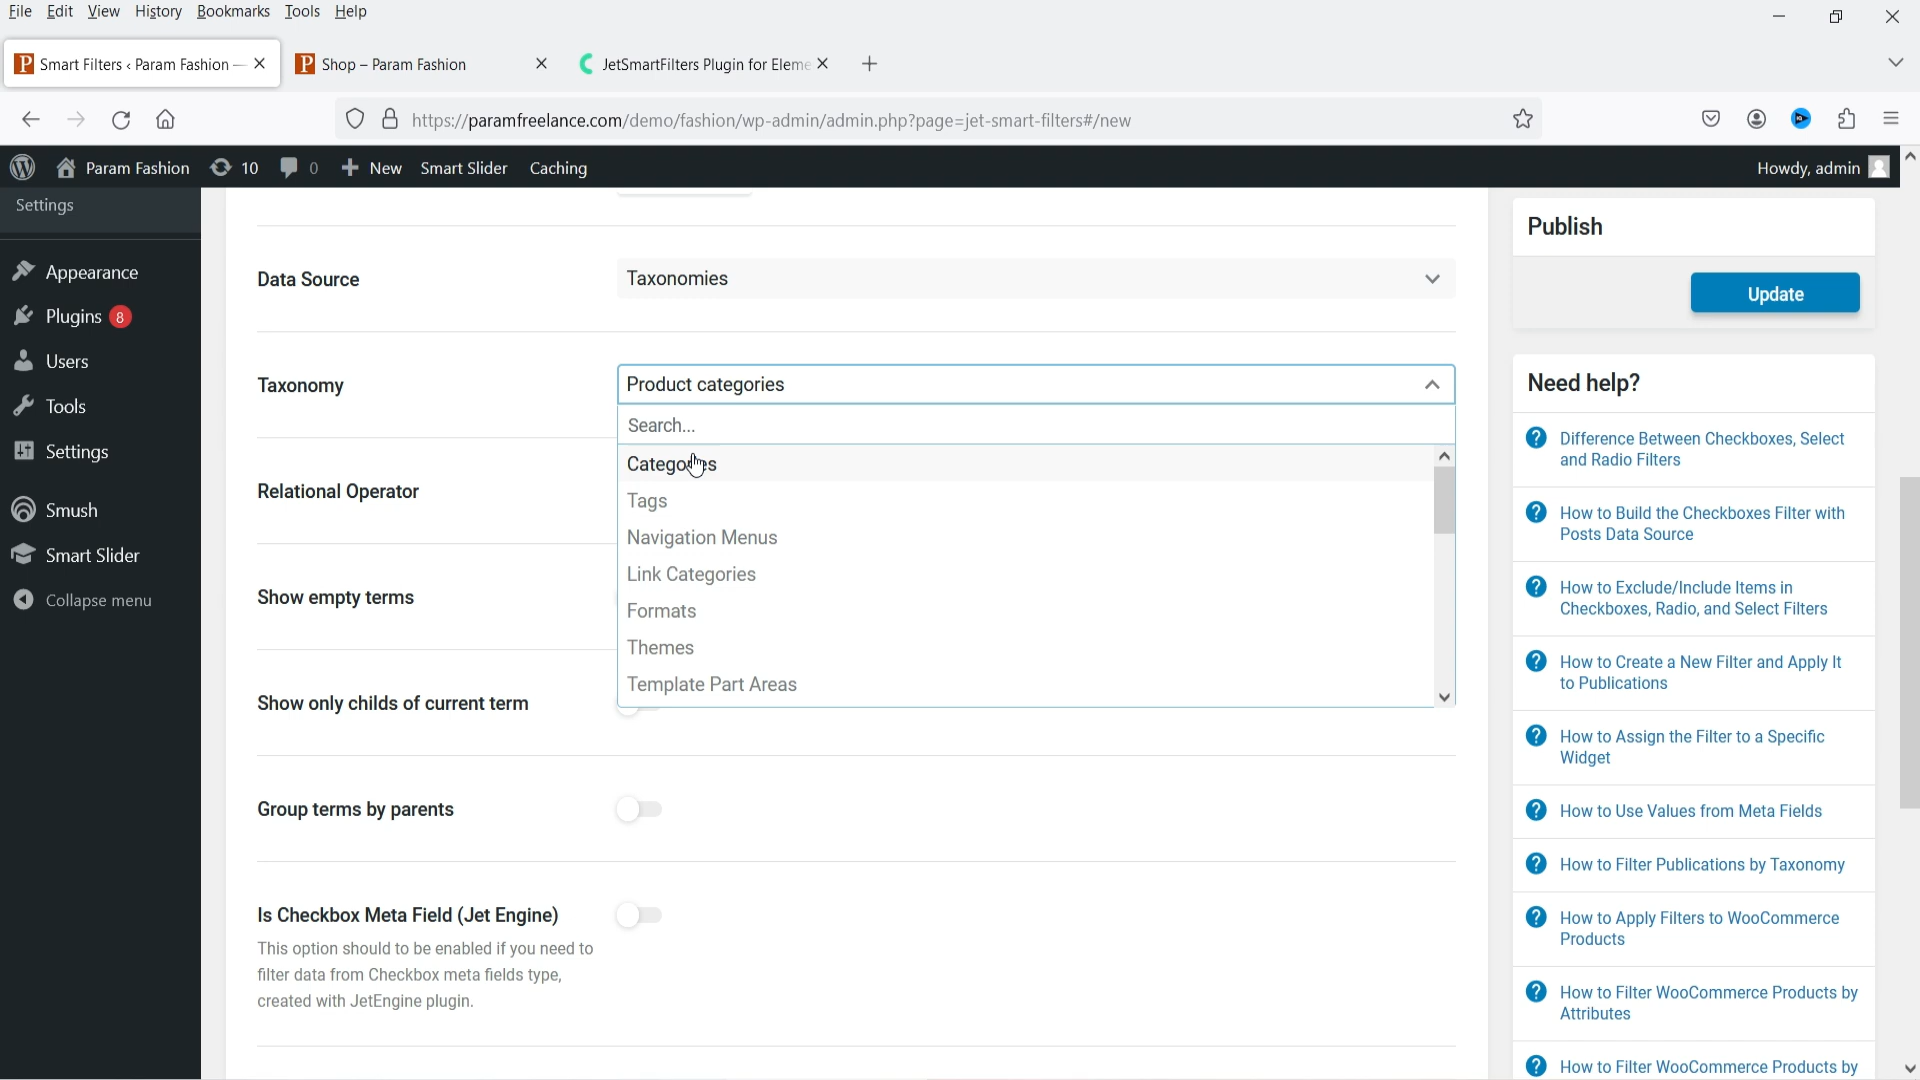 File Edit View History Bookmarks Tools Help
Smart Filters ‹ Param Fashion —
Shop – Param Fashion
JetSmartFilters Plugin for Eleme
https://paramfreelance.com/demo/fashion/wp-admin/admin.php?page=jet-smart-filters#/new
Param Fashion 10 0 New Smart Slider Caching Howdy, admin
Settings
Appearance
Plugins 8
Users
Tools
Settings
Smush
Smart Slider
Collapse menu
Data Source Taxonomies
Taxonomy Product categories
Search...
Categories
Tags
Navigation Menus
Link Categories
Formats
Themes
Template Part Areas
Relational Operator
Show empty terms
Show only childs of current term
Group terms by parents
Is Checkbox Meta Field (Jet Engine)
This option should to be enabled if you need to
filter data from Checkbox meta fields type,
created with JetEngine plugin.
Publish
Update
Need help?
Difference Between Checkboxes, Select
and Radio Filters
How to Build the Checkboxes Filter with
Posts Data Source
How to Exclude/Include Items in
Checkboxes, Radio, and Select Filters
How to Create a New Filter and Apply It
to Publications
How to Assign the Filter to a Specific
Widget
How to Use Values from Meta Fields
How to Filter Publications by Taxonomy
How to Apply Filters to WooCommerce
Products
How to Filter WooCommerce Products by
Attributes
How to Filter WooCommerce Products by